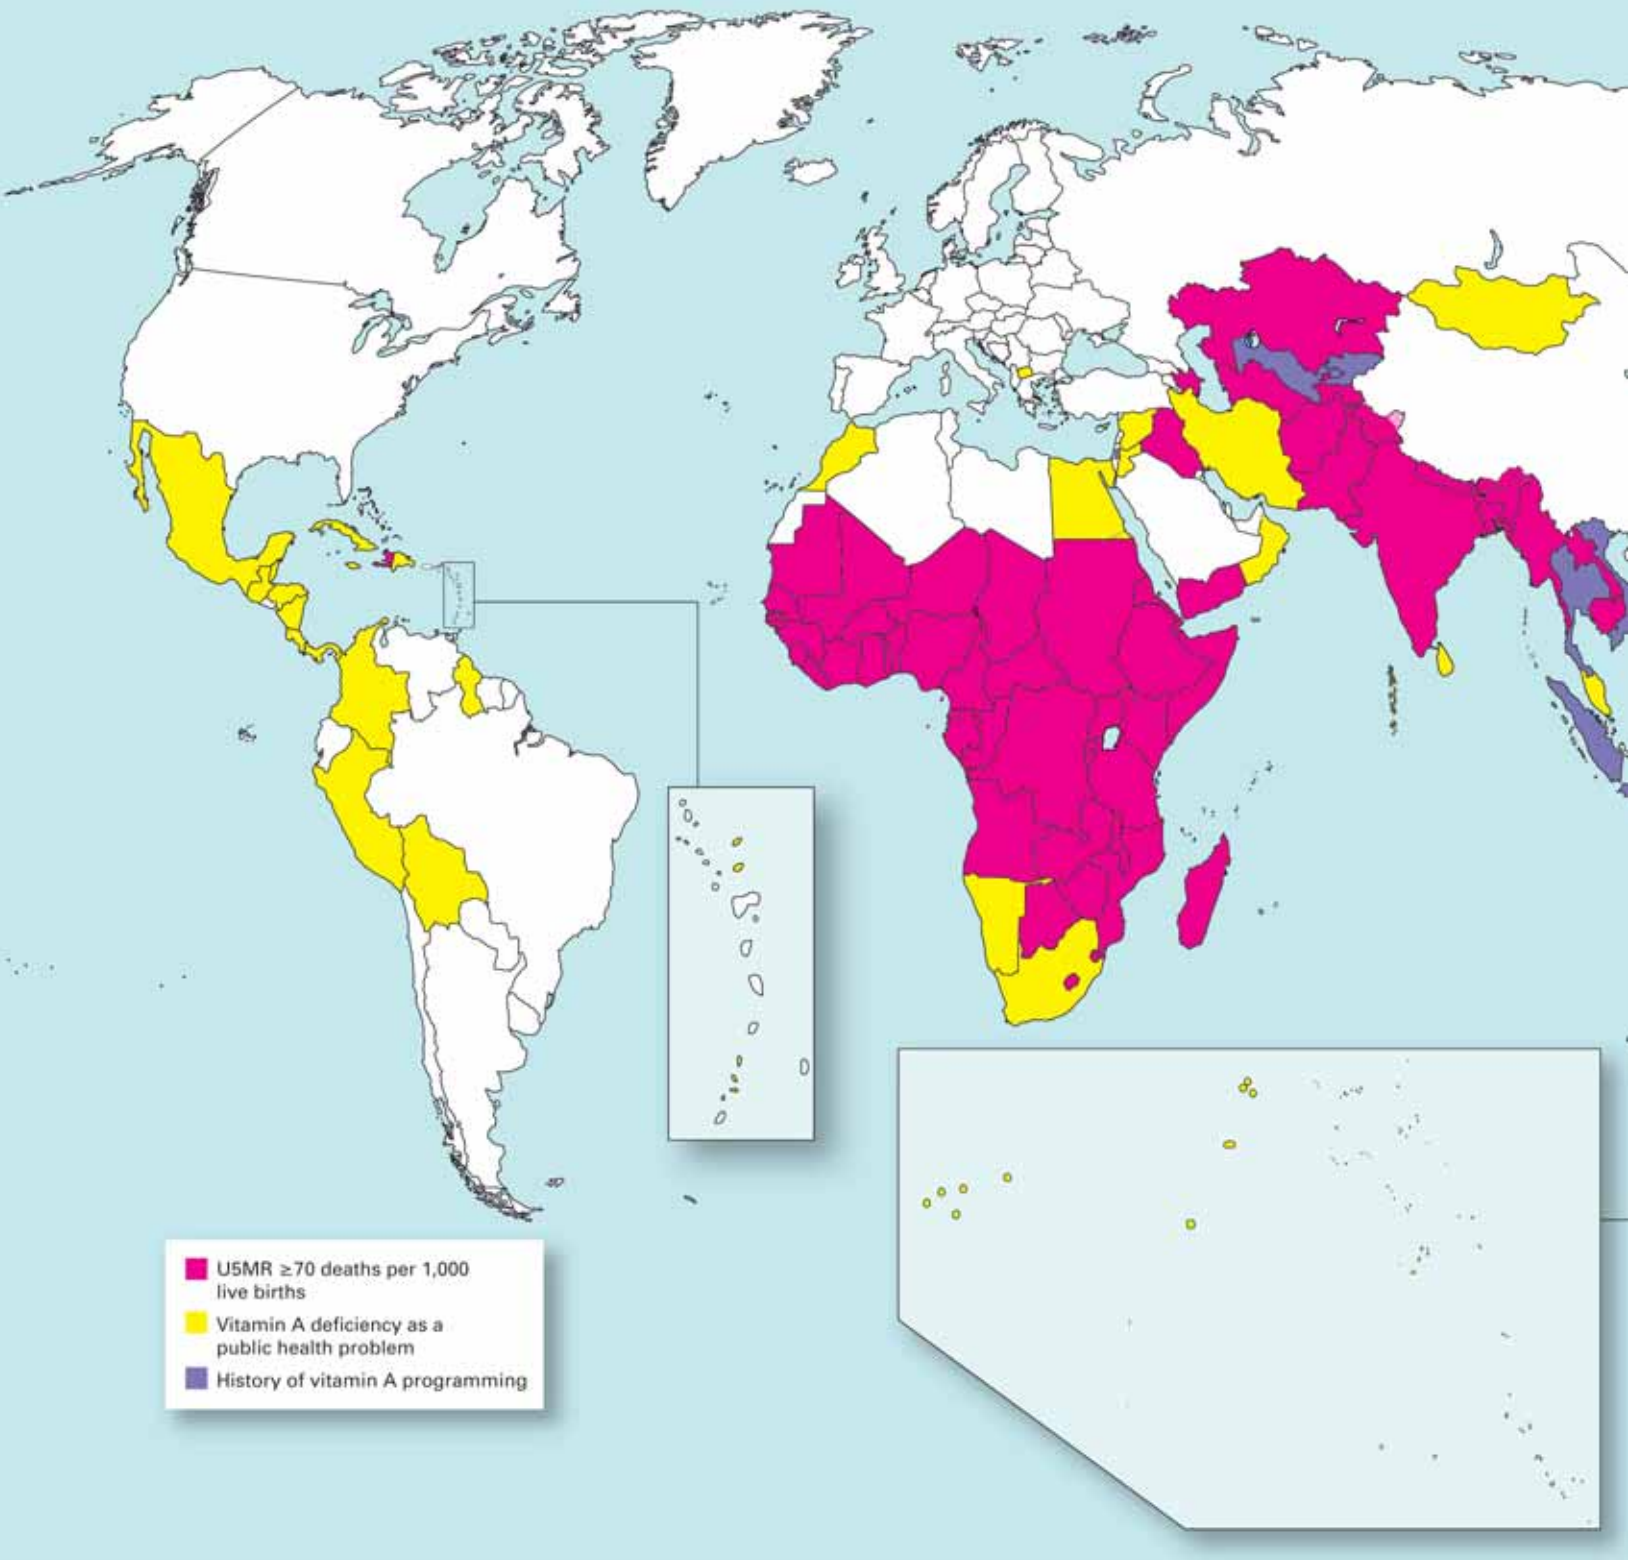 U5MR ≥70 deaths per 1,000
live births
Vitamin A deficiency as a
public health problem
History of vitamin A programming